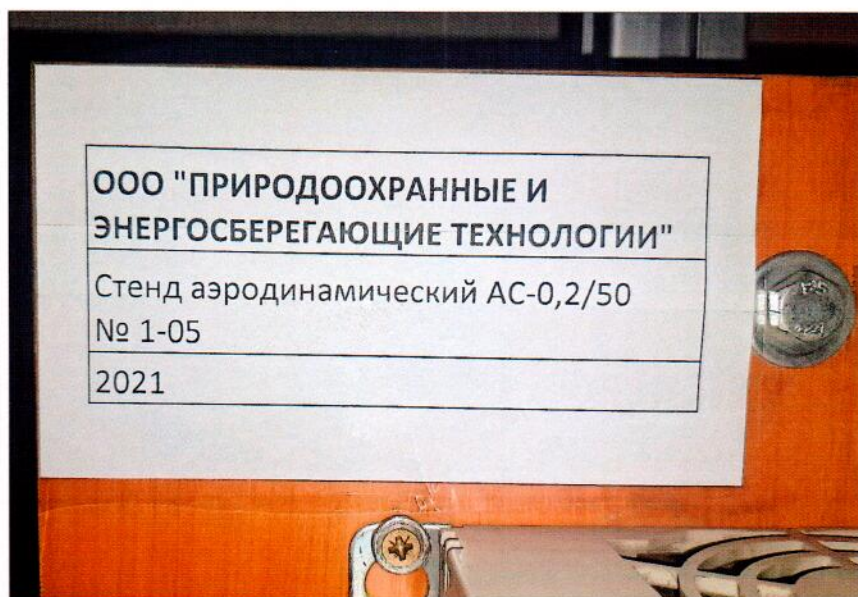 ООО "ПРИРОДООХРАННЫЕ И
ЭНЕРГОСБЕРЕГАЮЩИЕ ТЕХНОЛОГИИ"
Стенд аэродинамический АС-0,2/50
№ 1-05
2021